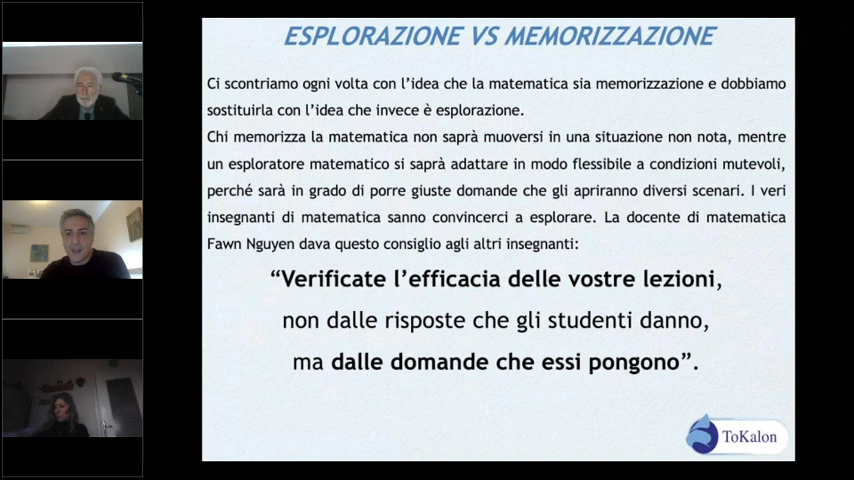 ESPLORAZIONE VS MEMORIZZAZIONE
Ci scontriamo ogni volta con l'idea che la matematica sia memorizzazione e dobbiamo
sostituirla con l'idea che invece è esplorazione.
Chi memorizza la matematica non saprà muoversi in una situazione non nota, mentre
un esploratore matematico si saprà adattare in modo flessibile a condizioni mutevoli,
perché sarà in grado di porre giuste domande che gli apriranno diversi scenari. I veri
insegnanti di matematica sanno convincerci a esplorare. La docente di matematica
Fawn Nguyen dava questo consiglio agli altri insegnanti:
“Verificate l'efficacia delle vostre lezioni,
non dalle risposte che gli studenti danno,
ma dalle domande che essi pongono”.
ToKalon